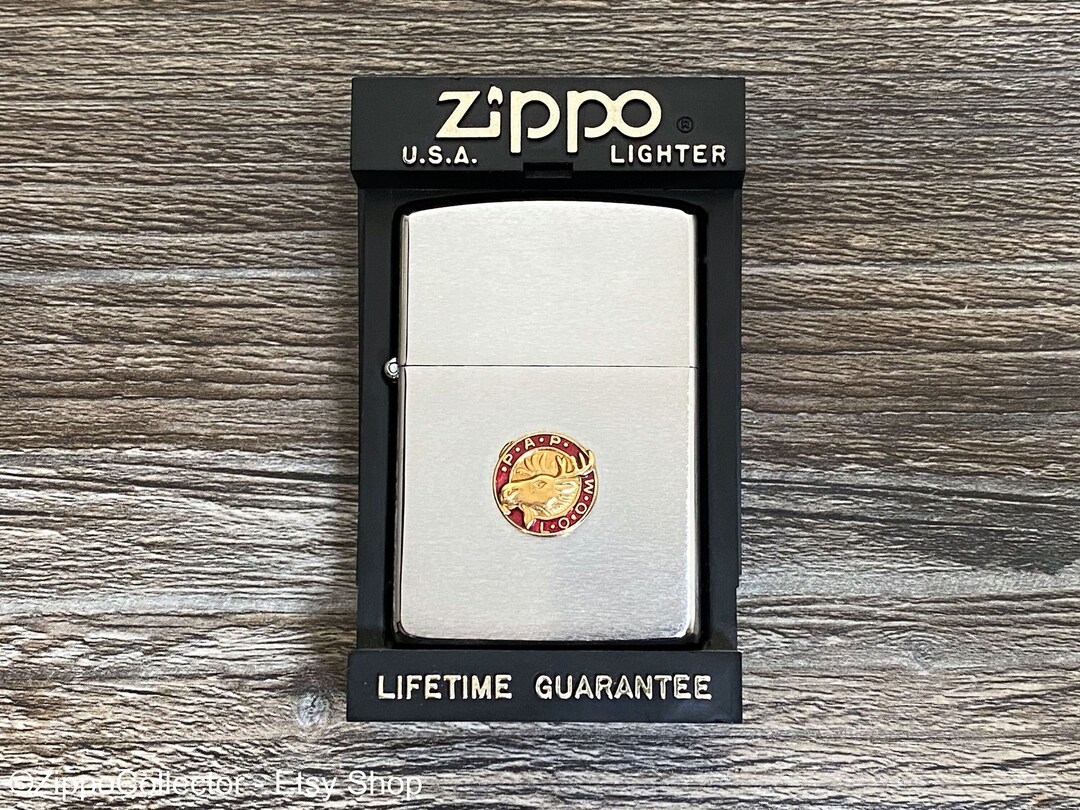 Zippo ®
U.S.A. LIGHTER
P·A·P·
L·O·O·M
LIFETIME GUARANTEE
©ZippoCollector - Etsy Shop